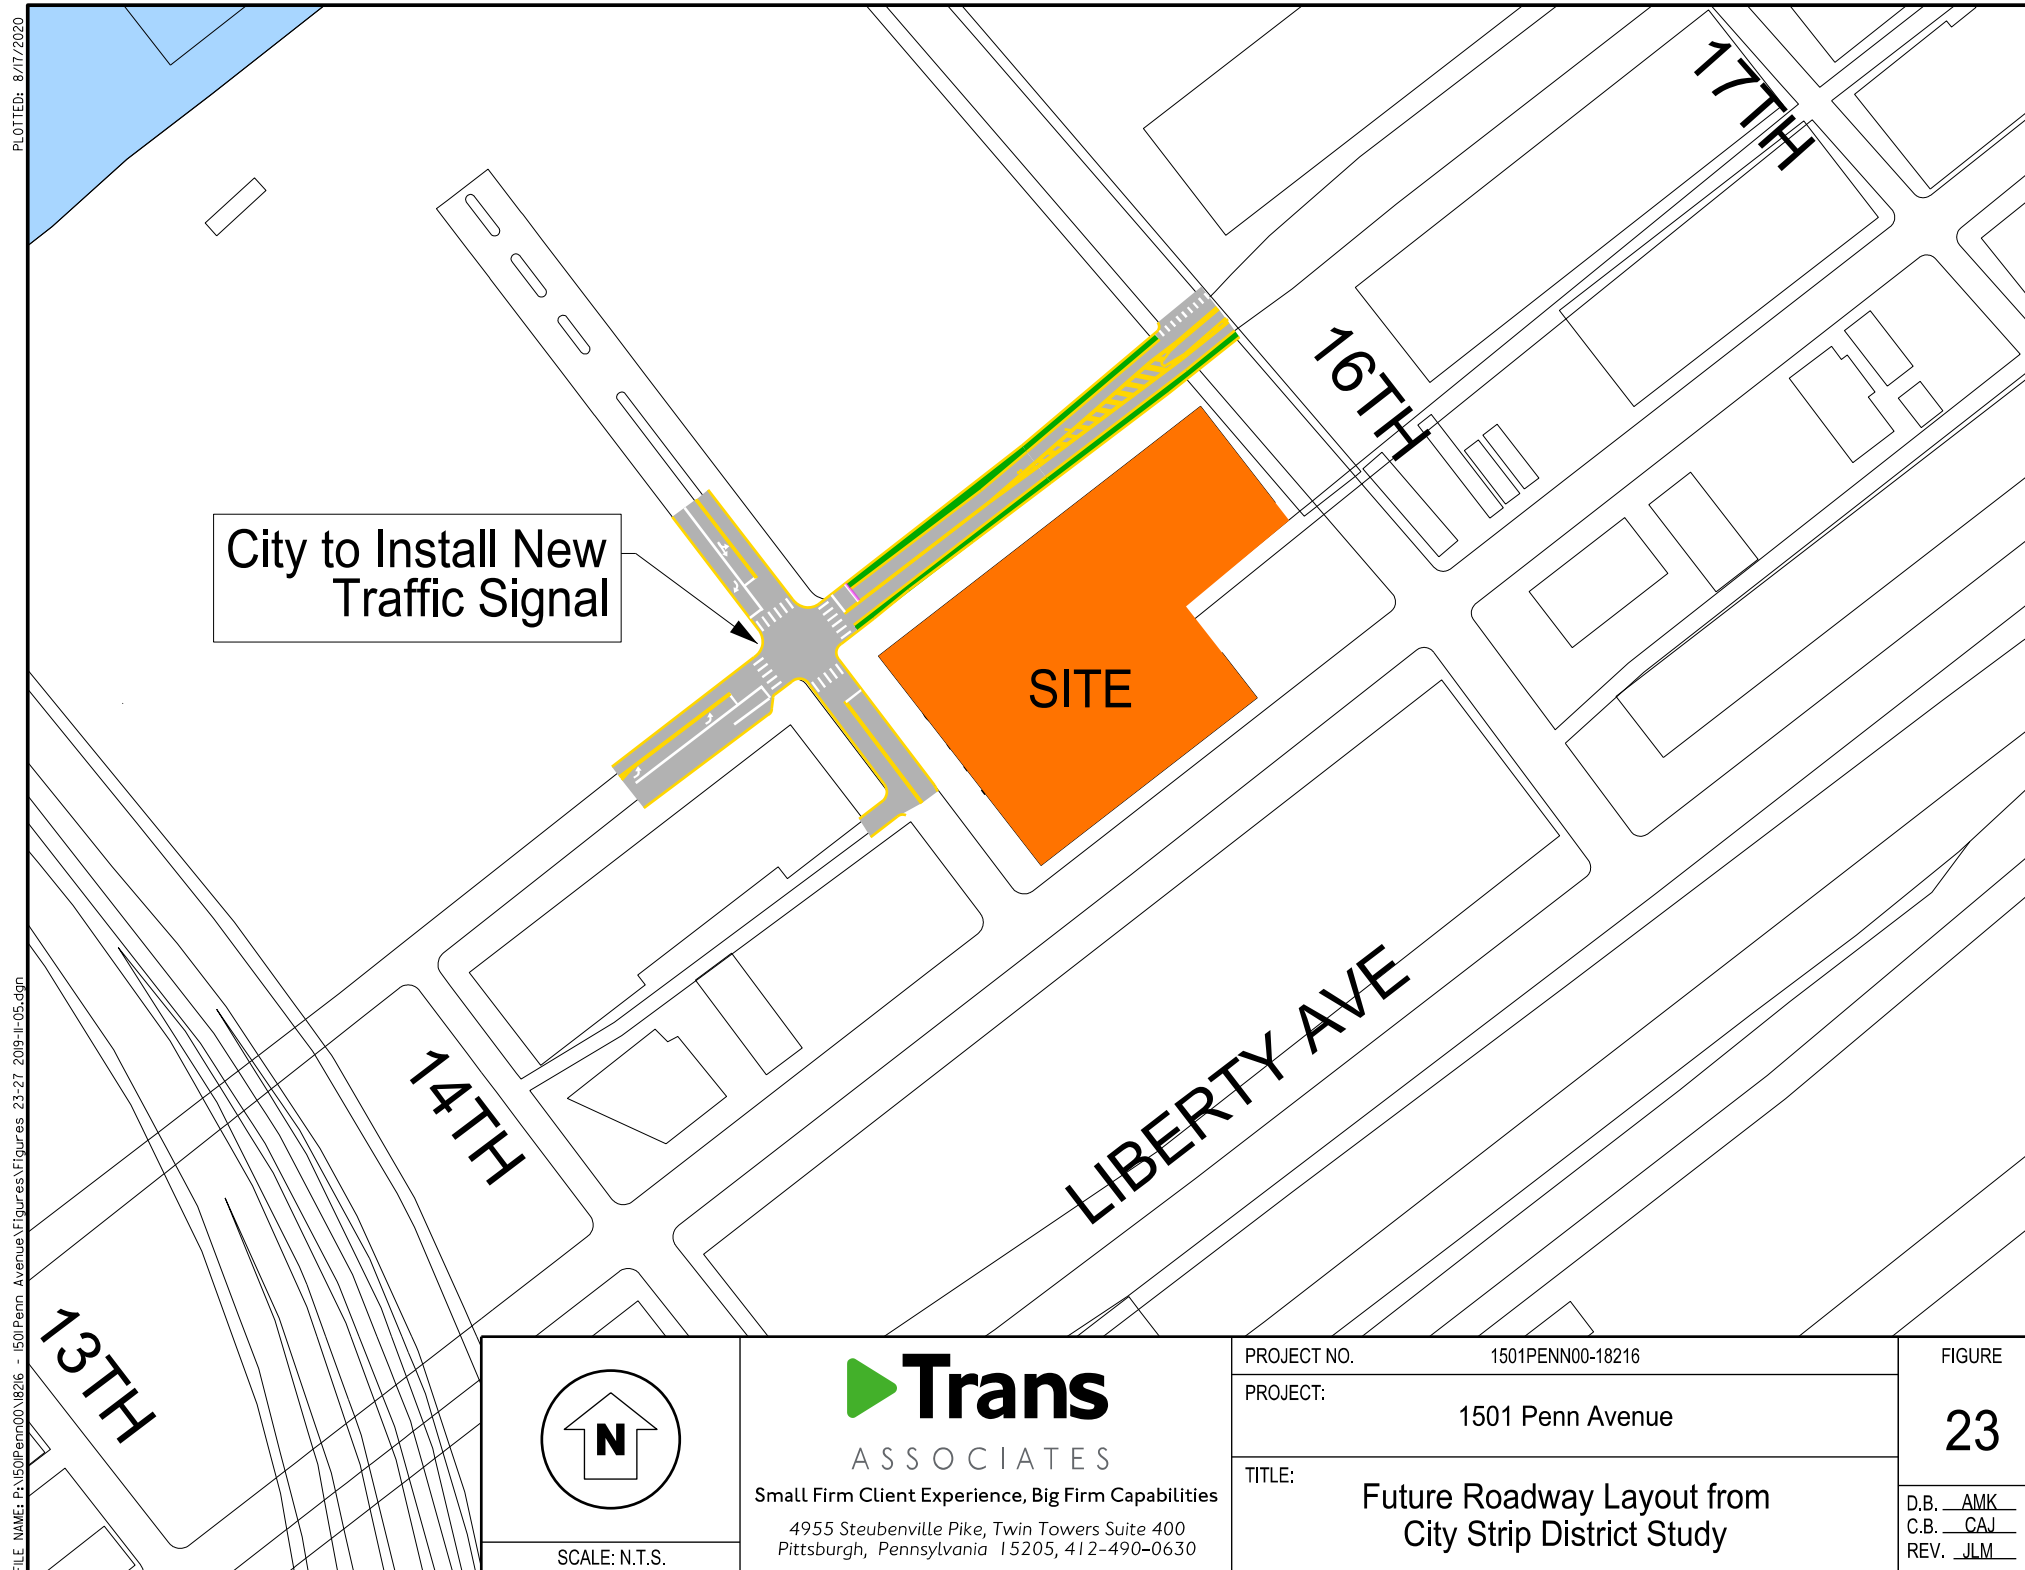 PLOTTED: 8/17/2020
FILE NAME: P:\1501Penn00\18216 - 1501 Penn Avenue\Figures\Figures 23-27 2019-11-05.dgn
17TH
16TH
City to Install New
Traffic Signal
SITE
LIBERTY AVE
14TH
13TH
N
SCALE: N.T.S.
Trans
ASSOCIATES
Small Firm Client Experience, Big Firm Capabilities
4955 Steubenville Pike, Twin Towers Suite 400
Pittsburgh, Pennsylvania 15205, 412-490-0630
PROJECT NO. 1501PENN00-18216
PROJECT:
1501 Penn Avenue
TITLE:
Future Roadway Layout from
City Strip District Study
FIGURE
23
D.B. AMK
C.B. CAJ
REV. JLM